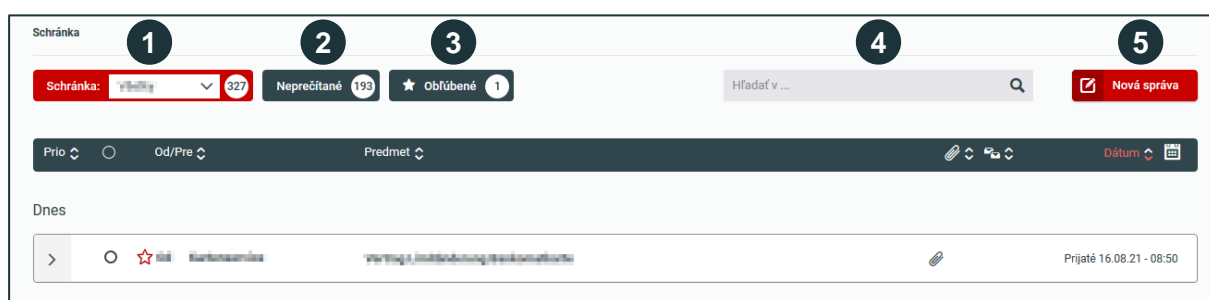 Schránka
1 2 3 4 5
Schránka: 327 Neprečítané 193 Obľúbené 1 Hľadať v ... Nová správa
Prio Od/Pre Predmet Dátum
Dnes
Prijaté 16.08.21 - 08:50